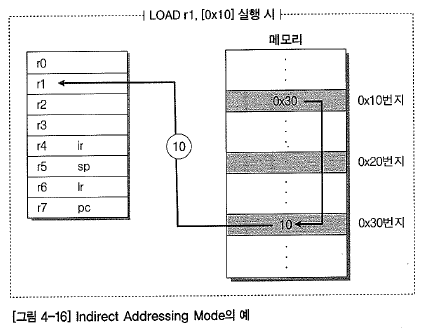 LOAD r1, [0x10] 실행 시
메모리
r0
r1
r2
r3
r4 ir
r5 sp
r6 lr
r7 pc
10
0x30
0x10번지
0x20번지
10
0x30번지
[그림 4-16] Indirect Addressing Mode의 예